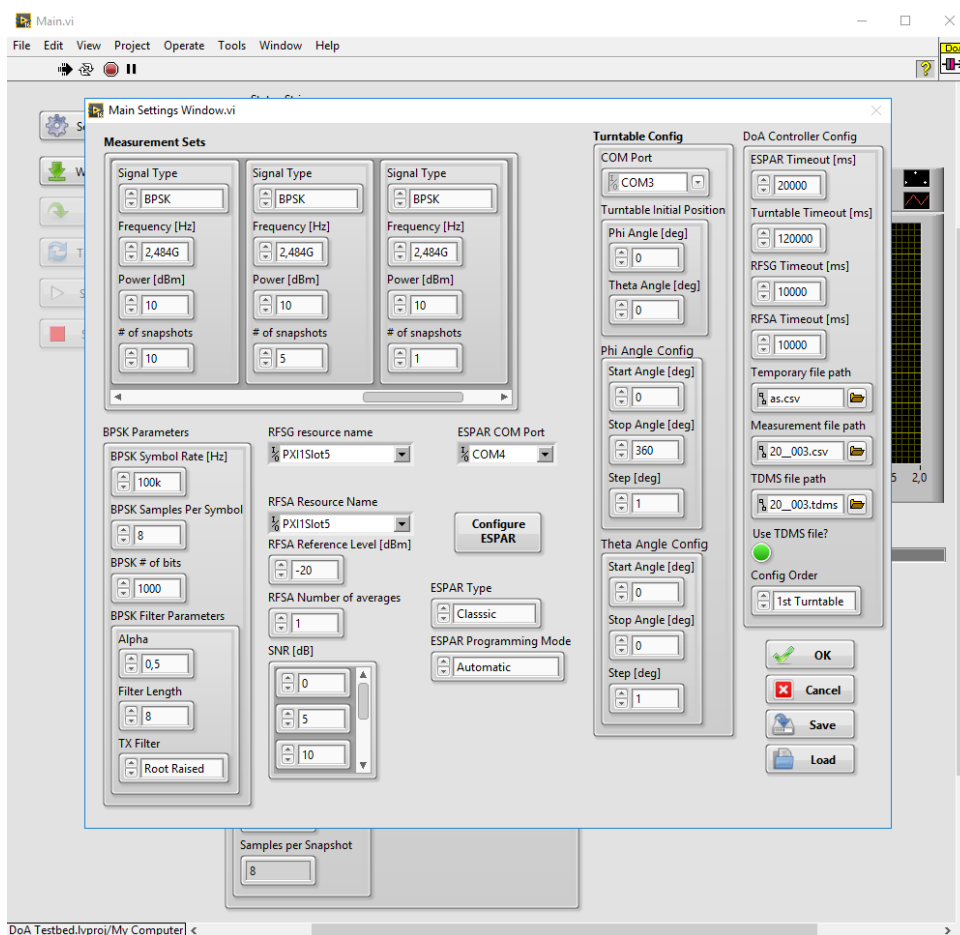 Main.vi
File Edit View Project Operate Tools Window Help
Main Settings Window.vi
Measurement Sets
Signal Type
BPSK
Frequency [Hz]
2,484G
Power [dBm]
10
# of snapshots
10
Signal Type
BPSK
Frequency [Hz]
2,484G
Power [dBm]
10
# of snapshots
5
Signal Type
BPSK
Frequency [Hz]
2,484G
Power [dBm]
10
# of snapshots
1
BPSK Parameters
BPSK Symbol Rate [Hz]
100k
BPSK Samples Per Symbol
8
BPSK # of bits
1000
BPSK Filter Parameters
Alpha
0,5
Filter Length
8
TX Filter
Root Raised
RFSG resource name
PXI1Slot5
RFSA Resource Name
PXI1Slot5
RFSA Reference Level [dBm]
-20
RFSA Number of averages
1
SNR [dB]
0
5
10
ESPAR COM Port
COM4
Configure
ESPAR
ESPAR Type
Classsic
ESPAR Programming Mode
Automatic
Turntable Config
COM Port
COM3
Turntable Initial Position
Phi Angle [deg]
0
Theta Angle [deg]
0
Phi Angle Config
Start Angle [deg]
0
Stop Angle [deg]
360
Step [deg]
1
Theta Angle Config
Start Angle [deg]
0
Stop Angle [deg]
0
Step [deg]
1
DoA Controller Config
ESPAR Timeout [ms]
20000
Turntable Timeout [ms]
120000
RFSG Timeout [ms]
10000
RFSA Timeout [ms]
10000
Temporary file path
as.csv
Measurement file path
20__003.csv
TDMS file path
20__003.tdms
Use TDMS file?
Config Order
1st Turntable
OK
Cancel
Save
Load
5 2,0
Samples per Snapshot
8
DoA Testbed.lvproj/My Computer